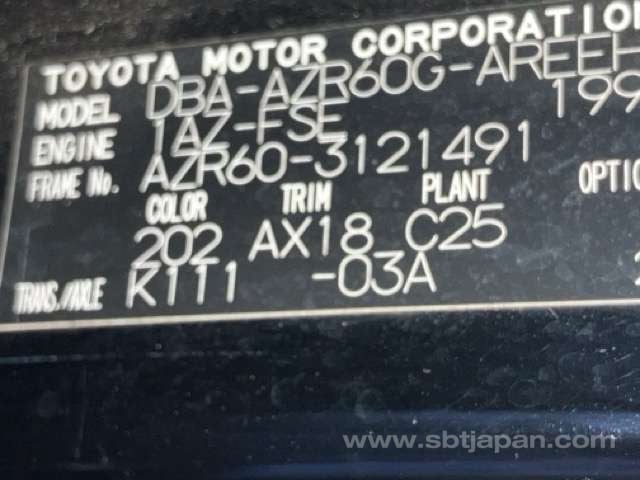 TOYOTA MOTOR CORPORATION
MODEL DBA-AZR60G-AREEH
ENGINE 1AZ-FSE 199
FRAME No. AZR60-3121491
COLOR TRIM PLANT OPTIO
202 AX18 C25
TRANS./AXLE K111 -03A
www.sbtjapan.com